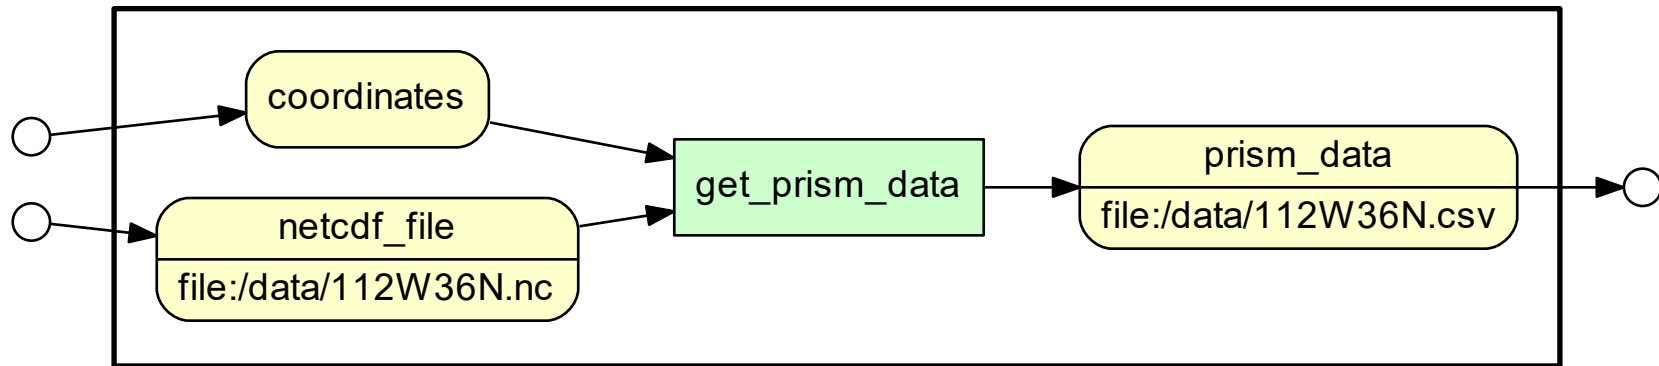 coordinates
netcdf_file
file:/data/112W36N.nc
get_prism_data
prism_data
file:/data/112W36N.csv